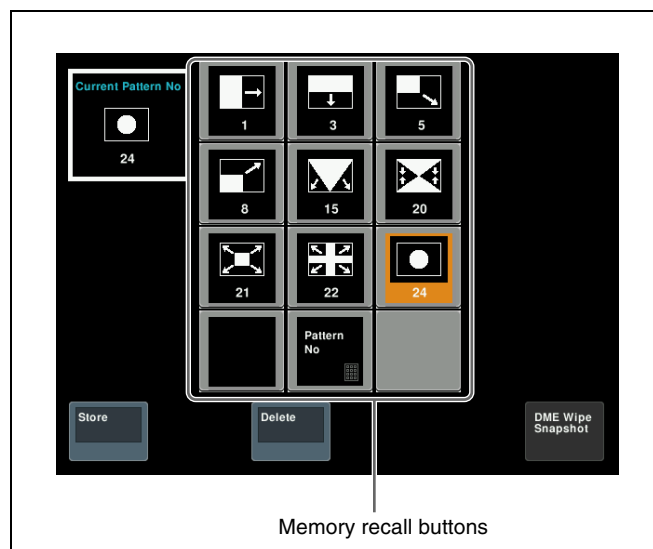 Current Pattern No
24
1
3
5
8
15
20
21
22
24
Pattern
No
Store
Delete
DME Wipe
Snapshot
Memory recall buttons